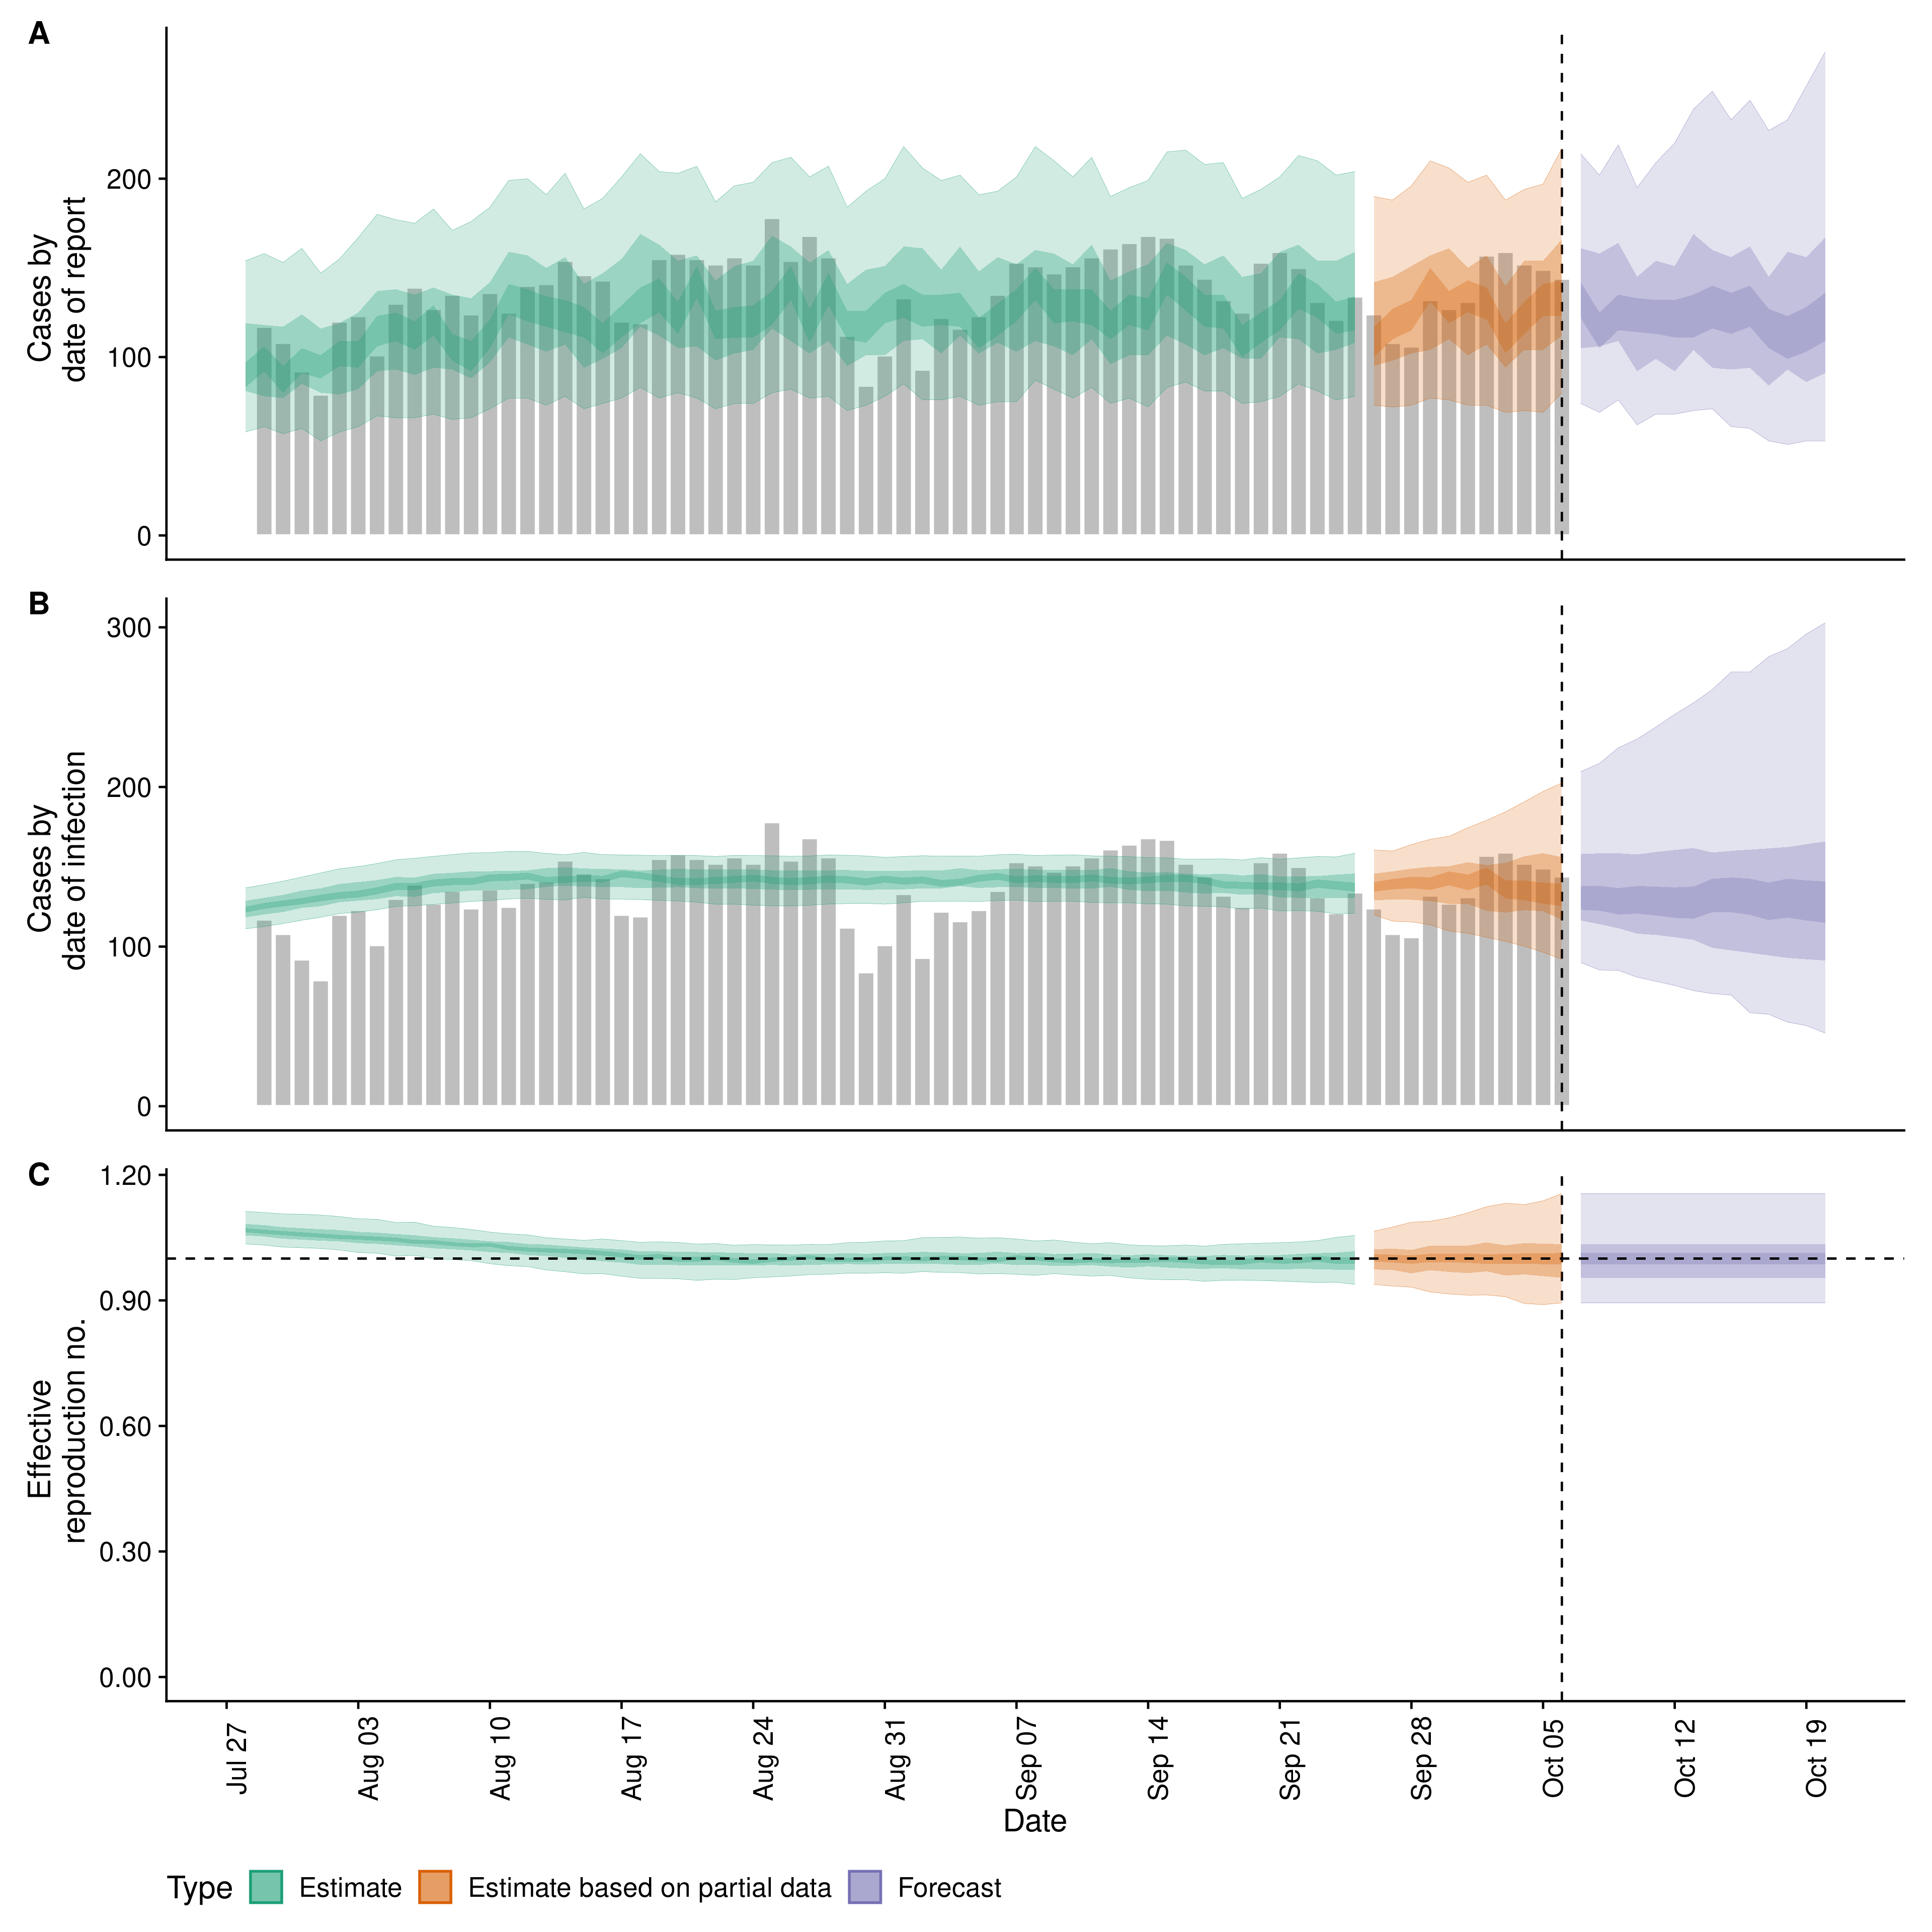 A
Cases by
date of report
200
100
0
B
Cases by
date of infection
300
200
100
0
C
Effective
reproduction no.
1.20
0.90
0.60
0.30
0.00
Jul 27
Aug 03
Aug 10
Aug 17
Aug 24
Aug 31
Sep 07
Sep 14
Sep 21
Sep 28
Oct 05
Oct 12
Oct 19
Date
Type Estimate Estimate based on partial data Forecast